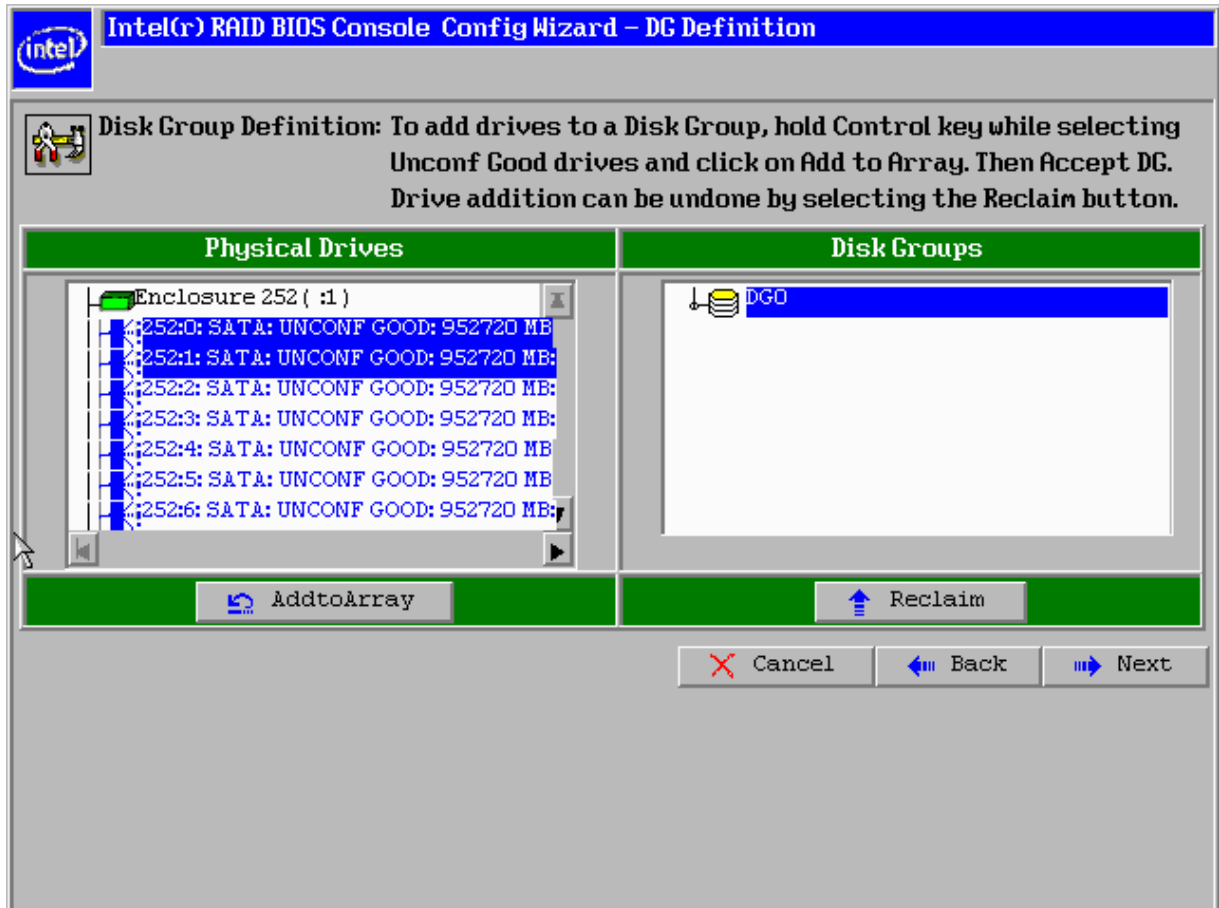 intel
Intel(r) RAID BIOS Console Config Wizard – DG Definition
Disk Group Definition: To add drives to a Disk Group, hold Control key while selecting
Unconf Good drives and click on Add to Array. Then Accept DG.
Drive addition can be undone by selecting the Reclaim button.
Physical Drives
Enclosure 252 ( :1 )
252:0: SATA: UNCONF GOOD: 952720 MB
252:1: SATA: UNCONF GOOD: 952720 MB:
252:2: SATA: UNCONF GOOD: 952720 MB:
252:3: SATA: UNCONF GOOD: 952720 MB:
252:4: SATA: UNCONF GOOD: 952720 MB
252:5: SATA: UNCONF GOOD: 952720 MB
252:6: SATA: UNCONF GOOD: 952720 MB:
AddtoArray
Disk Groups
DG0
Reclaim
Cancel
Back
Next